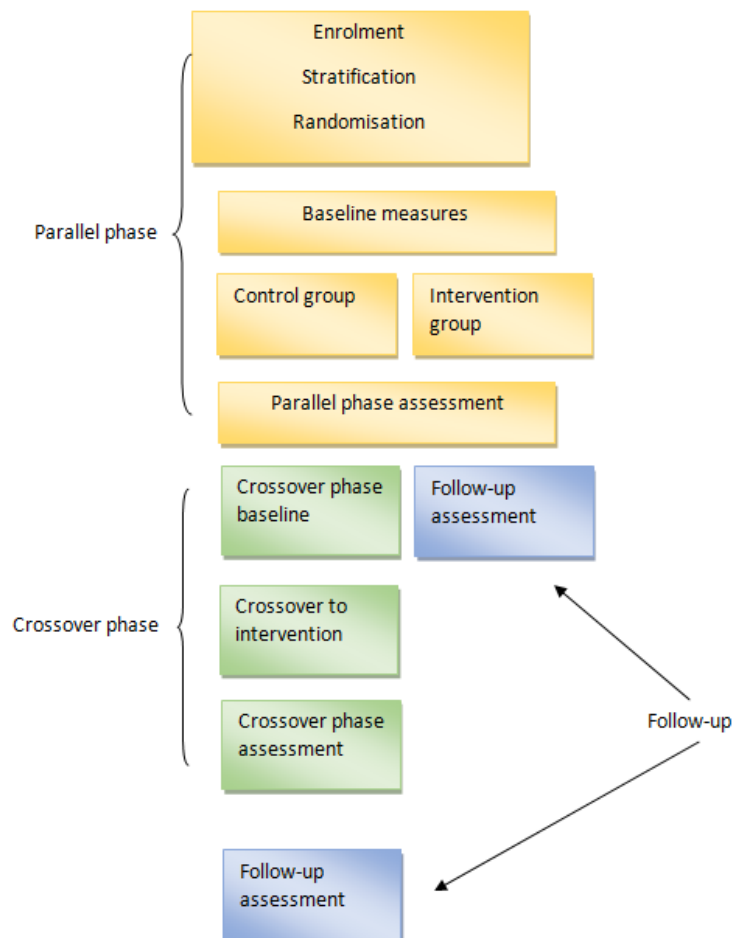 Enrolment
Stratification
Randomisation
Parallel phase
Baseline measures
Control group
Intervention
group
Parallel phase assessment
Crossover phase
baseline
Follow-up
assessment
Crossover phase
Crossover to
intervention
Crossover phase
assessment
Follow-up
Follow-up
assessment